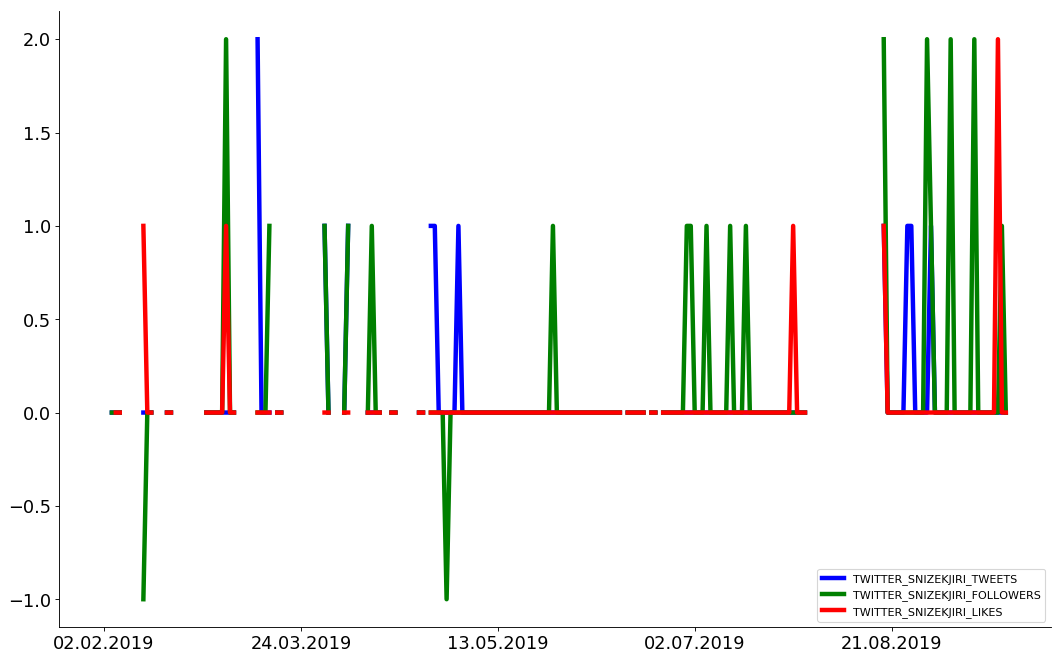 2.0
1.5
1.0
0.5
0.0
−0.5
−1.0
02.02.2019 24.03.2019 13.05.2019 02.07.2019 21.08.2019
TWITTER_SNIZEKJIRI_TWEETS
TWITTER_SNIZEKJIRI_FOLLOWERS
TWITTER_SNIZEKJIRI_LIKES